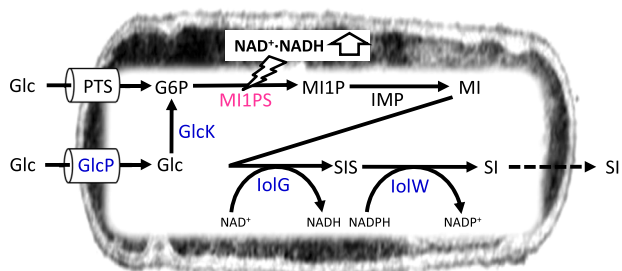 NAD⁺·NADH
Glc PTS G6P MI1P MI
MI1PS IMP
GlcK
Glc GlcP Glc SIS SI SI
IolG IolW
NAD⁺ NADH NADPH NADP⁺